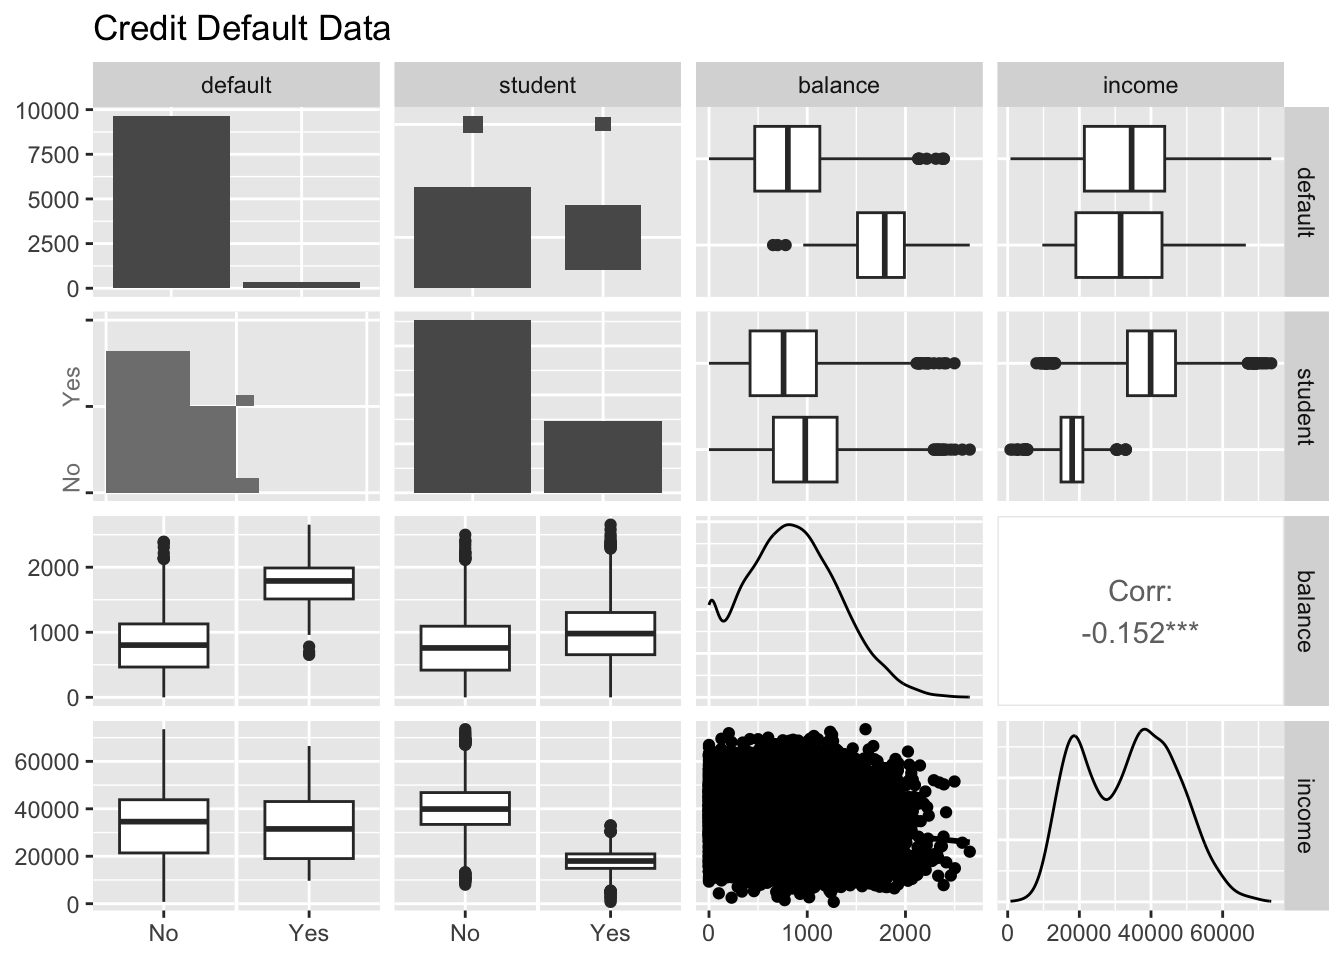 Credit Default Data
default student balance income
10000
7500
5000
2500
0
default
Yes
No
student
2000
1000
0
Corr:
-0.152***
balance
60000
40000
20000
0
income
No Yes No Yes 0 1000 2000 0 20000 40000 60000